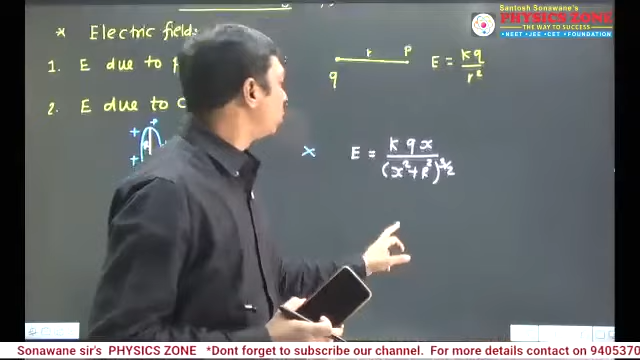 Santosh Sonawane's
PHYSICS ZONE
THE WAY TO SUCCESS
NEET JEE CET FOUNDATION
* Electric field:
1. E due to
r P
q
E = kq/r²
2. E due to
+ +
+
x
E = kqx/(x²+R²)^3/2
Sonawane sir's PHYSICS ZONE *Dont forget to subscribe our channel. For more details contact on 9405370